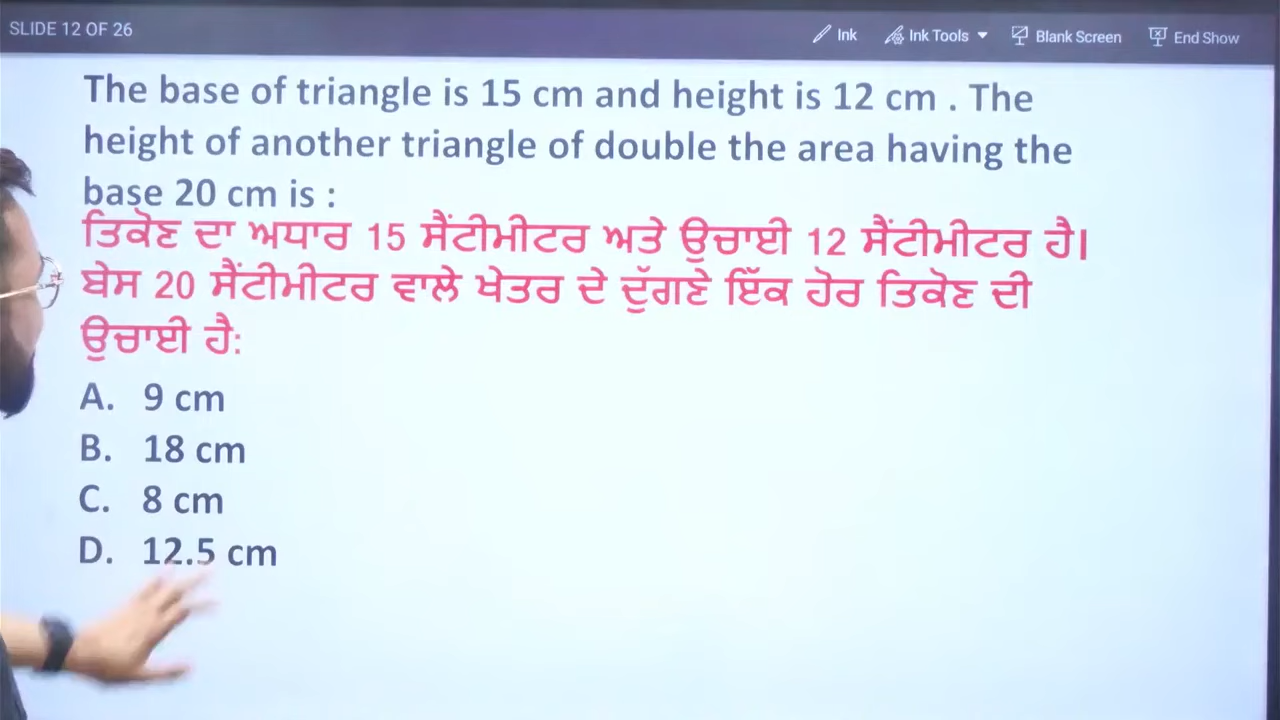 SLIDE 12 OF 26
Ink Ink Tools Blank Screen End Show
The base of triangle is 15 cm and height is 12 cm . The
height of another triangle of double the area having the
base 20 cm is :
ਤਿਕੋਣ ਦਾ ਅਧਾਰ 15 ਸੈਂਟੀਮੀਟਰ ਅਤੇ ਉਚਾਈ 12 ਸੈਂਟੀਮੀਟਰ ਹੈ।
ਬੇਸ 20 ਸੈਂਟੀਮੀਟਰ ਵਾਲੇ ਖੇਤਰ ਦੇ ਦੁੱਗਣੇ ਇੱਕ ਹੋਰ ਤਿਕੋਣ ਦੀ
ਉਚਾਈ ਹੈ:
A. 9 cm
B. 18 cm
C. 8 cm
D. 12.5 cm